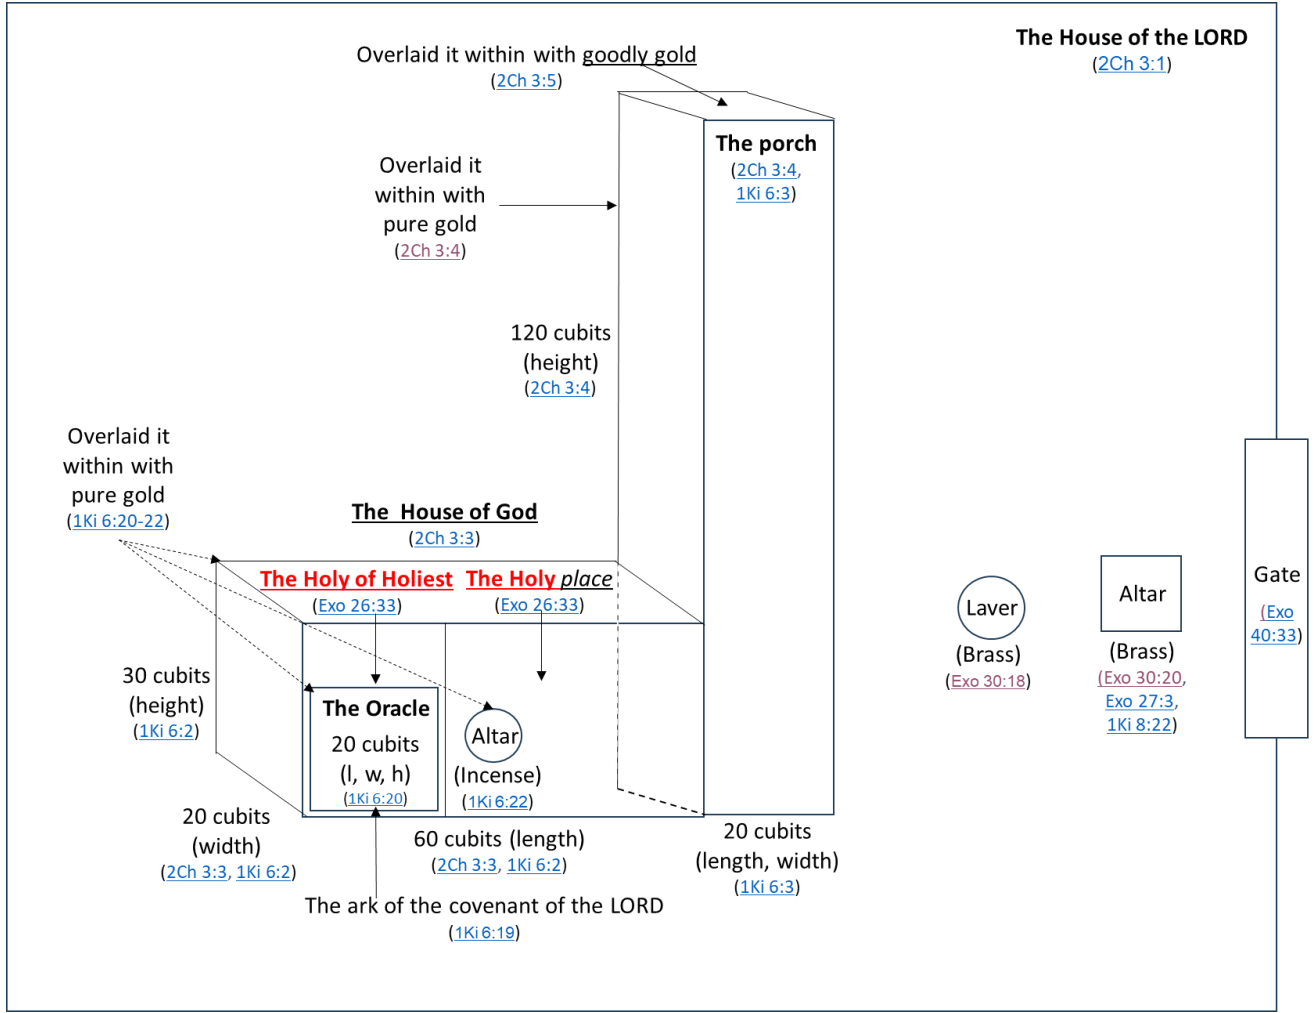 The House of the LORD
(2Ch 3:1)
Overlaid it within with goodly gold
(2Ch 3:5)
The porch
(2Ch 3:4,
1Ki 6:3)
Overlaid it
within with
pure gold
(2Ch 3:4)
120 cubits
(height)
(2Ch 3:4)
Overlaid it
within with
pure gold
(1Ki 6:20-22)
The House of God
(2Ch 3:3)
The Holy of Holiest
(Exo 26:33)
The Holy place
(Exo 26:33)
30 cubits
(height)
(1Ki 6:2)
The Oracle
20 cubits
(l, w, h)
(1Ki 6:20)
Altar
(Incense)
(1Ki 6:22)
20 cubits
(width)
(2Ch 3:3, 1Ki 6:2)
60 cubits (length)
(2Ch 3:3, 1Ki 6:2)
20 cubits
(length, width)
(1Ki 6:3)
The ark of the covenant of the LORD
(1Ki 6:19)
Laver
(Brass)
(Exo 30:18)
Altar
(Brass)
(Exo 30:20,
Exo 27:3,
1Ki 8:22)
Gate
(Exo
40:33)